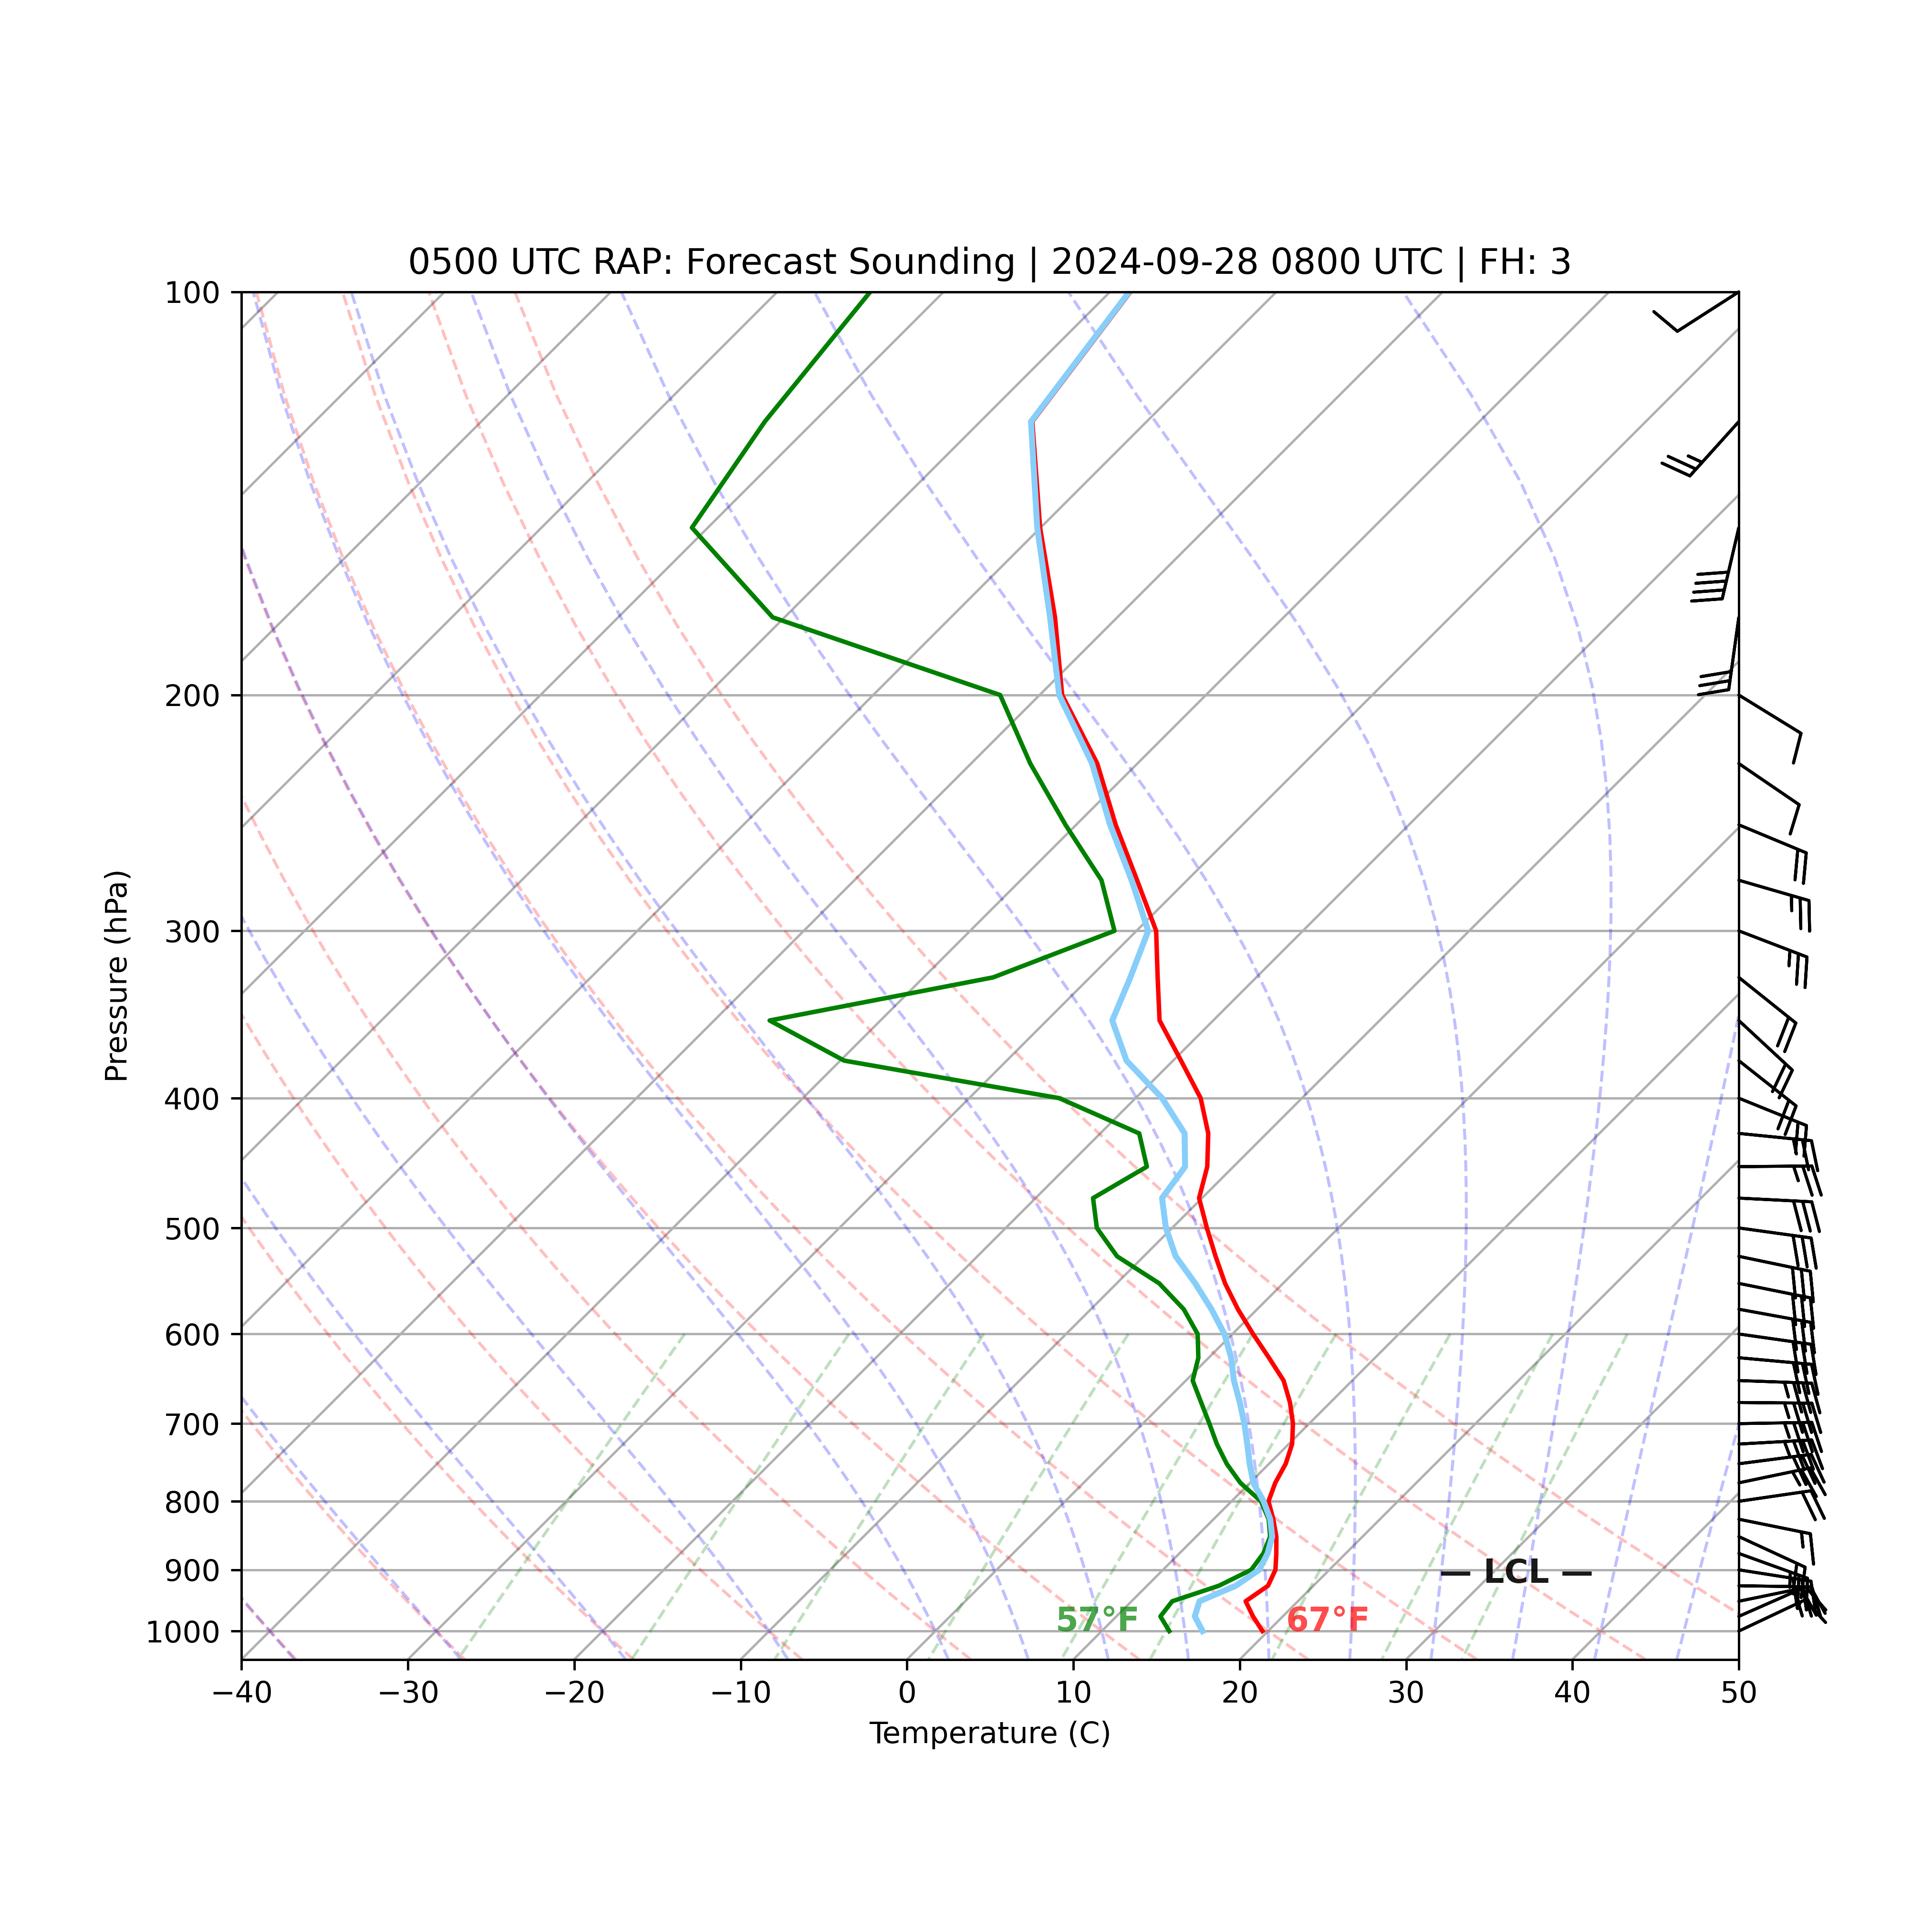 0500 UTC RAP: Forecast Sounding | 2024-09-28 0800 UTC | FH: 3
100
200
300
400
500
600
700
800
900
1000
Pressure (hPa)
— LCL —
57°F
67°F
−40 −30 −20 −10 0 10 20 30 40 50
Temperature (C)